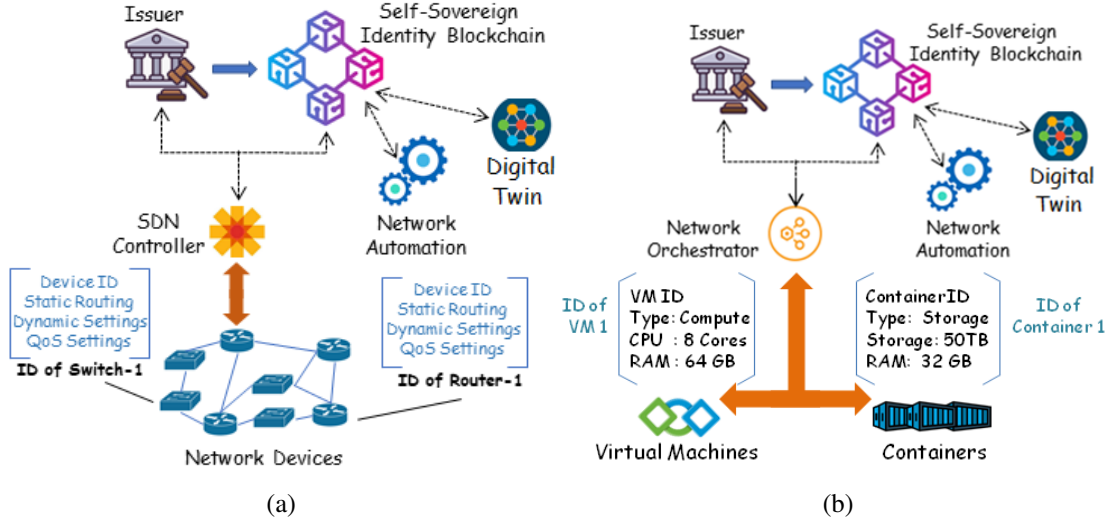 Issuer
Self-Sovereign
Identity Blockchain
Digital
Twin
Network
Automation
SDN
Controller
Device ID
Static Routing
Dynamic Settings
QoS Settings
ID of Switch-1
Device ID
Static Routing
Dynamic Settings
QoS Settings
ID of Router-1
Network Devices
(a)
Issuer
Self-Sovereign
Identity Blockchain
Digital
Twin
Network
Automation
Network
Orchestrator
ID of
VM 1
VM ID
Type: Compute
CPU : 8 Cores
RAM : 64 GB
ContainerID
Type: Storage
Storage: 50TB
RAM: 32 GB
ID of
Container 1
Virtual Machines
Containers
(b)